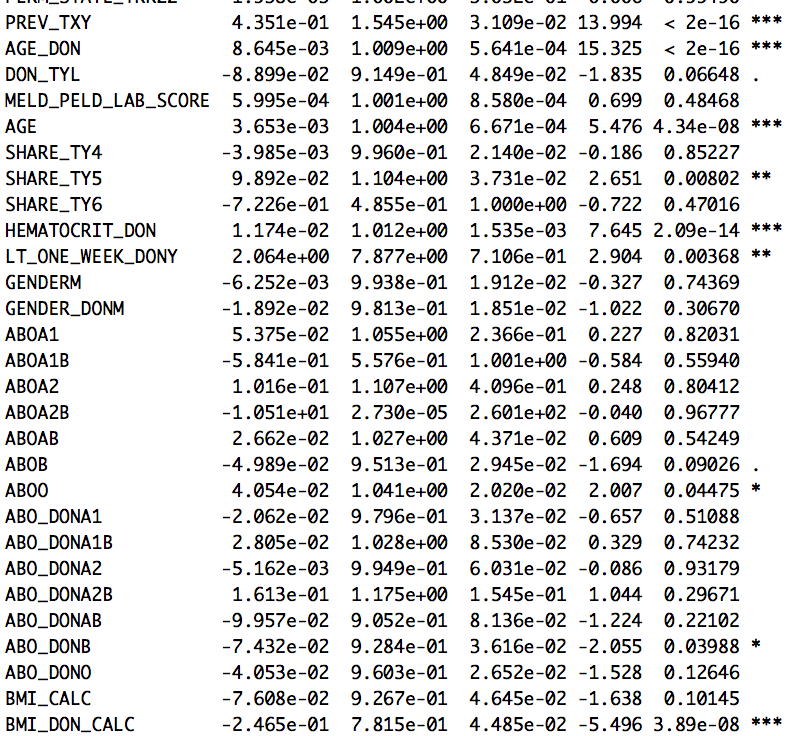 PREV_TXY 4.351e-01 1.545e+00 3.109e-02 13.994 < 2e-16 ***
AGE_DON 8.645e-03 1.009e+00 5.641e-04 15.325 < 2e-16 ***
DON_TYL -8.899e-02 9.149e-01 4.849e-02 -1.835 0.06648 .
MELD_PELD_LAB_SCORE 5.995e-04 1.001e+00 8.580e-04 0.699 0.48468
AGE 3.653e-03 1.004e+00 6.671e-04 5.476 4.34e-08 ***
SHARE_TY4 -3.985e-03 9.960e-01 2.140e-02 -0.186 0.85227
SHARE_TY5 9.892e-02 1.104e+00 3.731e-02 2.651 0.00802 **
SHARE_TY6 -7.226e-01 4.855e-01 1.000e+00 -0.722 0.47016
HEMATOCRIT_DON 1.174e-02 1.012e+00 1.535e-03 7.645 2.09e-14 ***
LT_ONE_WEEK_DONY 2.064e+00 7.877e+00 7.106e-01 2.904 0.00368 **
GENDERM -6.252e-03 9.938e-01 1.912e-02 -0.327 0.74369
GENDER_DONM -1.892e-02 9.813e-01 1.851e-02 -1.022 0.30670
ABOA1 5.375e-02 1.055e+00 2.366e-01 0.227 0.82031
ABOA1B -5.841e-01 5.576e-01 1.001e+00 -0.584 0.55940
ABOA2 1.016e-01 1.107e+00 4.096e-01 0.248 0.80412
ABOA2B -1.051e+01 2.730e-05 2.601e+02 -0.040 0.96777
ABOAB 2.662e-02 1.027e+00 4.371e-02 0.609 0.54249
ABOB -4.989e-02 9.513e-01 2.945e-02 -1.694 0.09026 .
ABOO 4.054e-02 1.041e+00 2.020e-02 2.007 0.04475 *
ABO_DONA1 -2.062e-02 9.796e-01 3.137e-02 -0.657 0.51088
ABO_DONA1B 2.805e-02 1.028e+00 8.530e-02 0.329 0.74232
ABO_DONA2 -5.162e-03 9.949e-01 6.031e-02 -0.086 0.93179
ABO_DONA2B 1.613e-01 1.175e+00 1.545e-01 1.044 0.29671
ABO_DONAB -9.957e-02 9.052e-01 8.136e-02 -1.224 0.22102
ABO_DONB -7.432e-02 9.284e-01 3.616e-02 -2.055 0.03988 *
ABO_DONO -4.053e-02 9.603e-01 2.652e-02 -1.528 0.12646
BMI_CALC -7.608e-02 9.267e-01 4.645e-02 -1.638 0.10145
BMI_DON_CALC -2.465e-01 7.815e-01 4.485e-02 -5.496 3.89e-08 ***